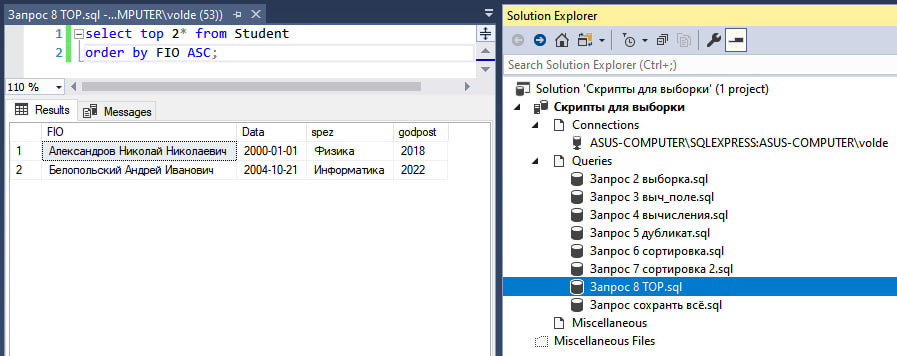 Запрос 8 TOP.sql -...MPUTER\volde (53))
select top 2* from Student
order by FIO ASC;
1
2
110 %
Results
Messages
FIO Data spez godpost
1 Александров Николай Николаевич 2000-01-01 Физика 2018
2 Белопольский Андрей Иванович 2004-10-21 Информатика 2022
Solution Explorer
Search Solution Explorer (Ctrl+;)
Solution 'Скрипты для выборки' (1 project)
Скрипты для выборки
Connections
ASUS-COMPUTER\SQLEXPRESS:ASUS-COMPUTER\volde
Queries
Запрос 2 выборка.sql
Запрос 3 выч_поле.sql
Запрос 4 вычисления.sql
Запрос 5 дубликат.sql
Запрос 6 сортировка.sql
Запрос 7 сортировка 2.sql
Запрос 8 TOP.sql
Запрос сохранть всё.sql
Miscellaneous
Miscellaneous Files